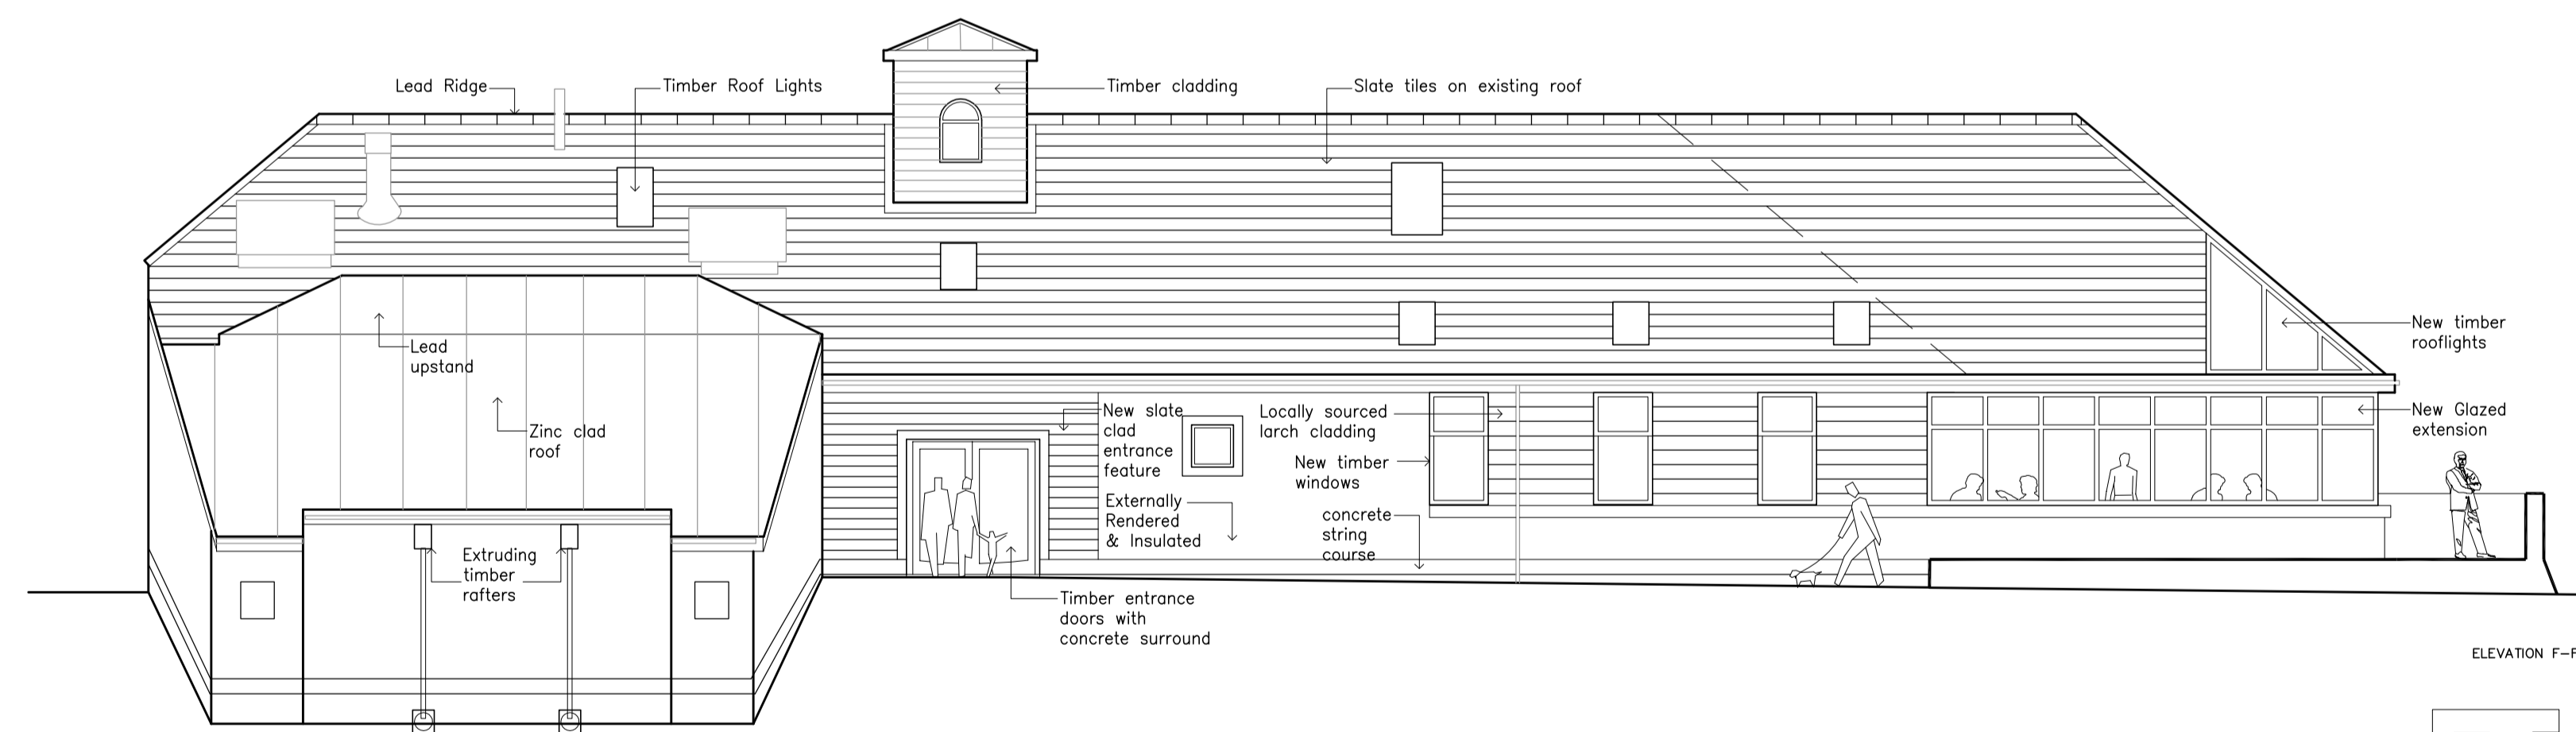 Lead Ridge
Timber Roof Lights
Timber cladding
Slate tiles on existing roof
Lead
upstand
Zinc clad
roof
New slate
clad
entrance
feature
Externally
Rendered
& Insulated
Locally sourced
larch cladding
New timber
windows
concrete
string
course
New timber
rooflights
New Glazed
extension
Extruding
timber
rafters
Timber entrance
doors with
concrete surround
ELEVATION F-F